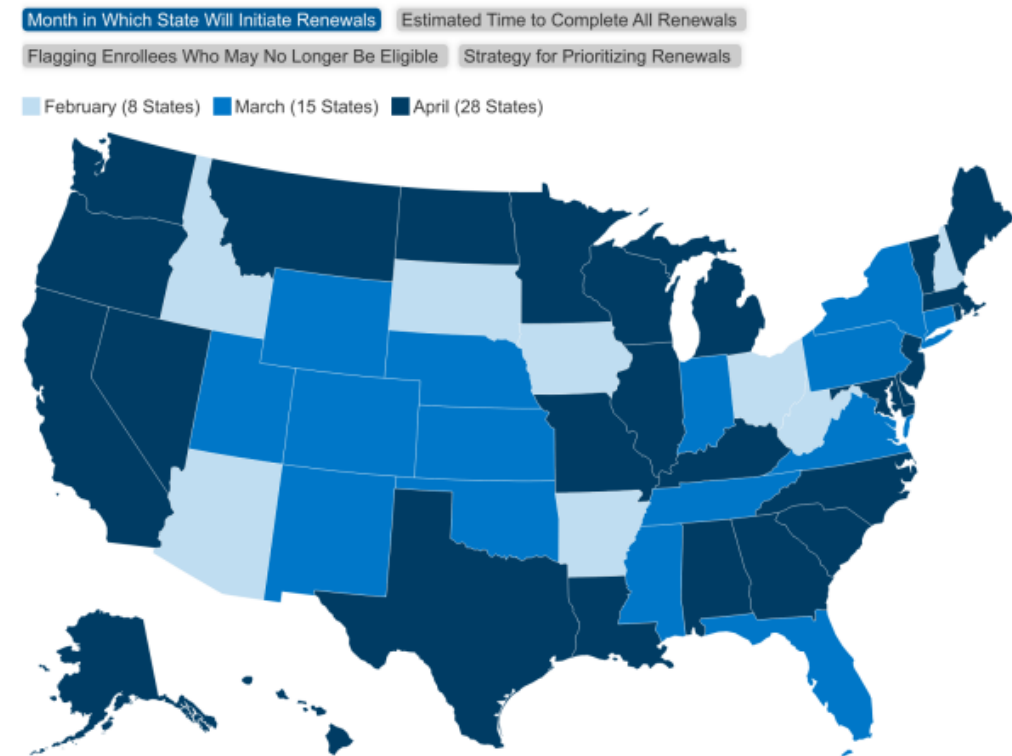 Month in Which State Will Initiate Renewals Estimated Time to Complete All Renewals
Flagging Enrollees Who May No Longer Be Eligible Strategy for Prioritizing Renewals
February (8 States) March (15 States) April (28 States)